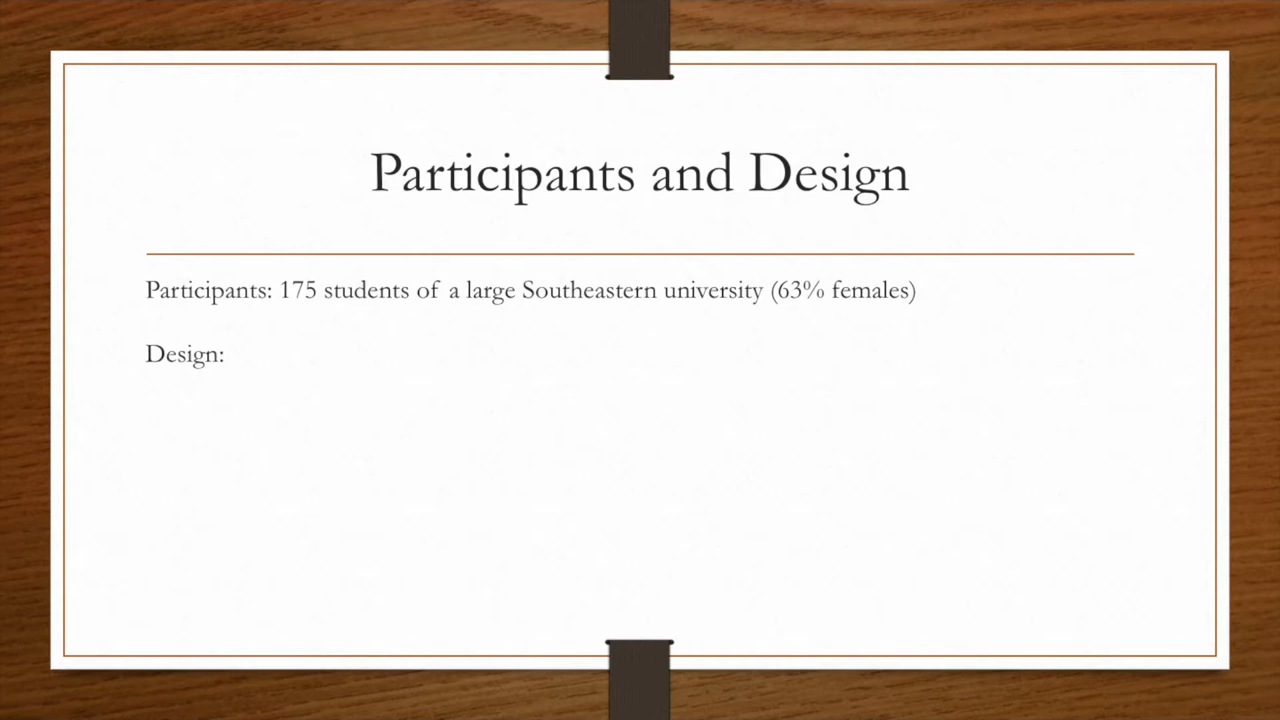 Participants and Design
Participants: 175 students of a large Southeastern university (63% females)
Design: